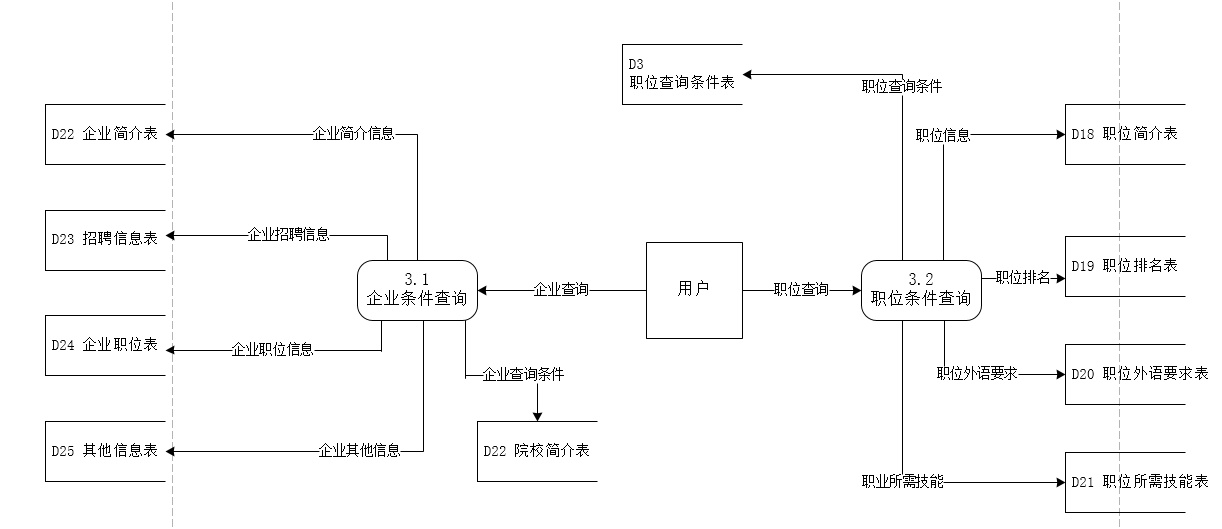 D3
职位查询条件表
职位查询条件
D22 企业简介表
企业简介信息
职位信息
D18 职位简介表
D23 招聘信息表
企业招聘信息
3.1
企业条件查询
企业查询
用户
职位查询
3.2
职位条件查询
职位排名
D19 职位排名表
D24 企业职位表
企业职位信息
企业查询条件
职位外语要求
D20 职位外语要求表
D25 其他信息表
企业其他信息
D22 院校简介表
职业所需技能
D21 职位所需技能表